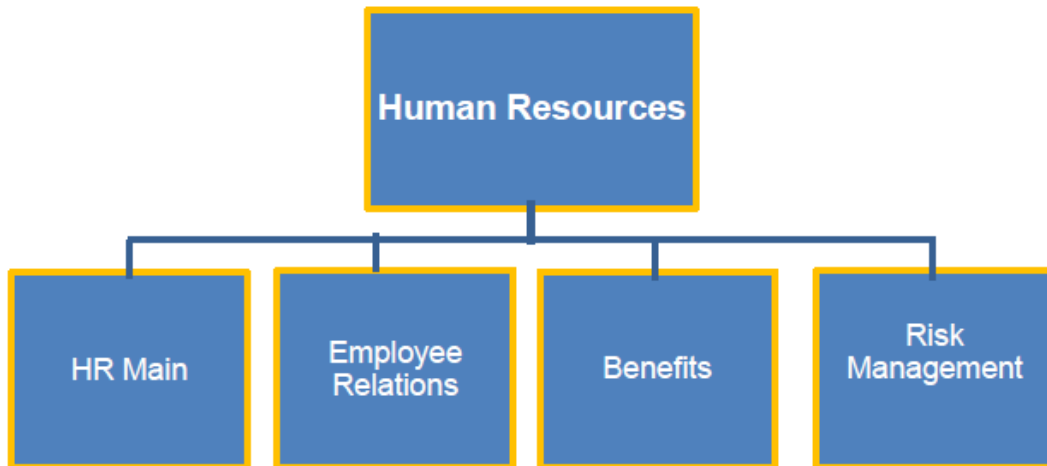 Human Resources
HR Main
Employee
Relations
Benefits
Risk
Management